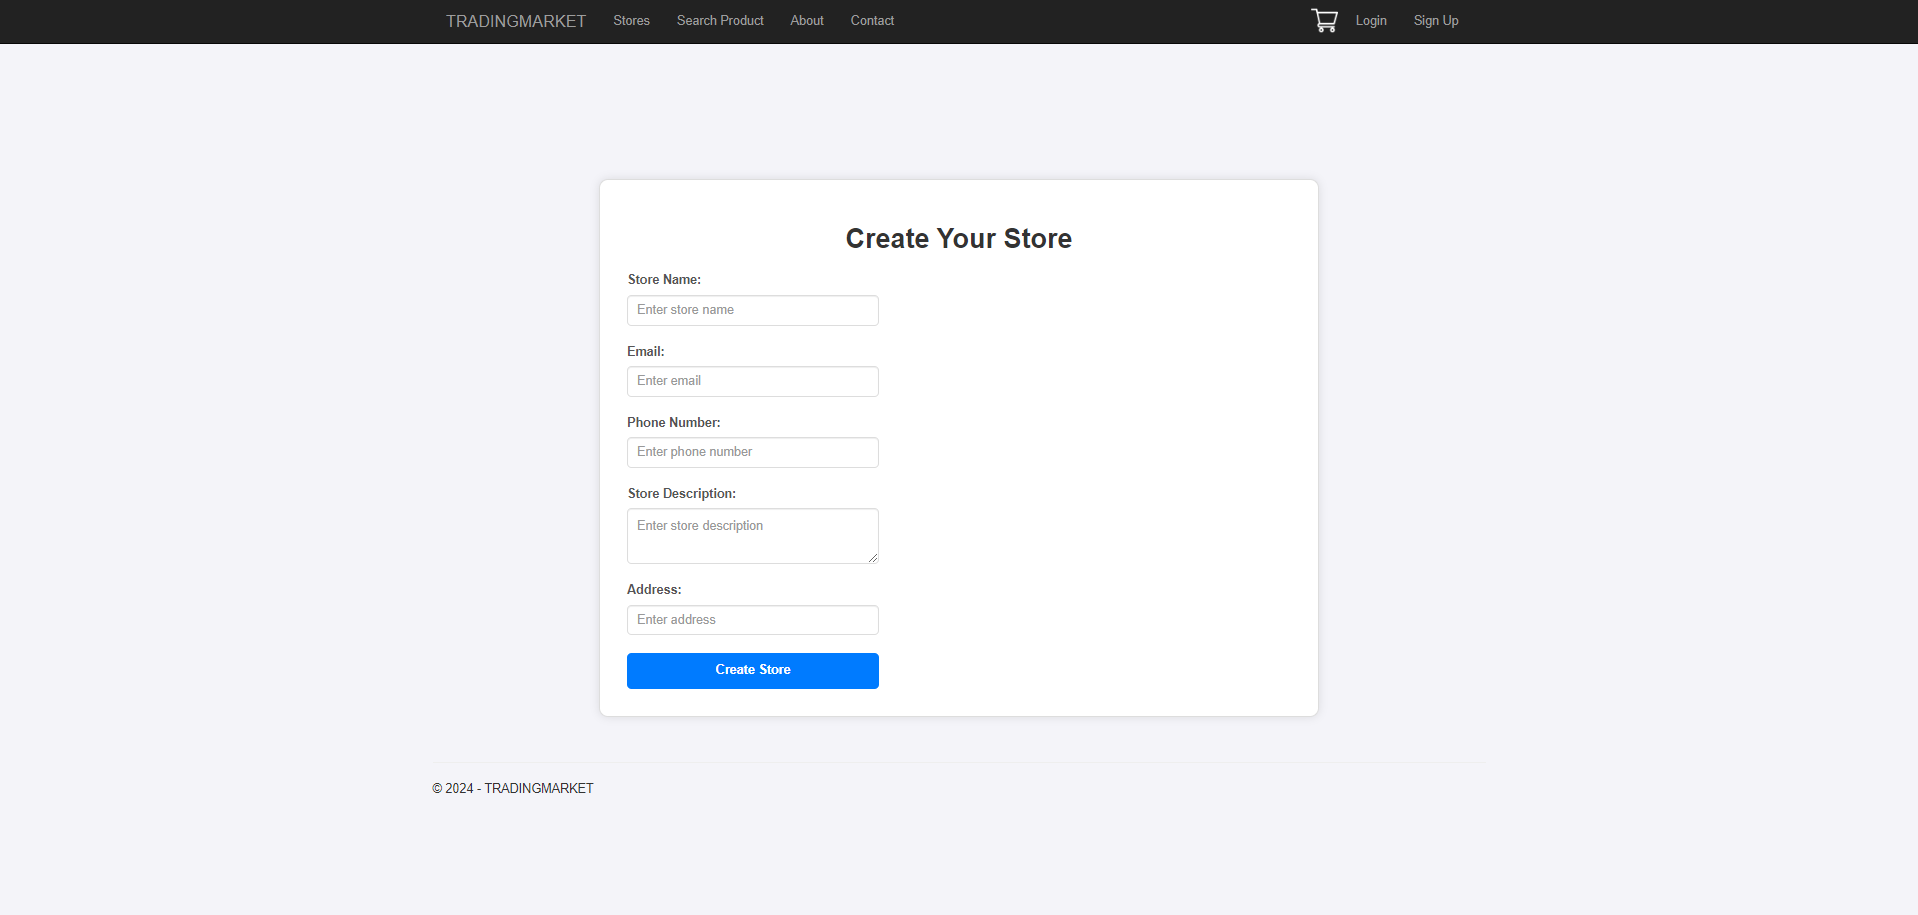 TRADINGMARKET Stores Search Product About Contact Login Sign Up
Create Your Store
Store Name:
Enter store name
Email:
Enter email
Phone Number:
Enter phone number
Store Description:
Enter store description
Address:
Enter address
Create Store
© 2024 - TRADINGMARKET